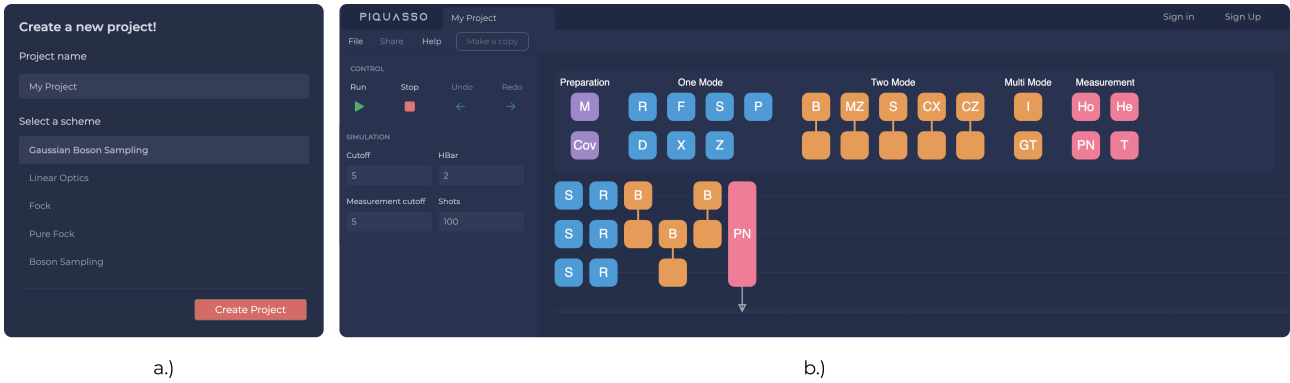 Create a new project!
Project name
My Project
Select a scheme
Gaussian Boson Sampling
Linear Optics
Fock
Pure Fock
Boson Sampling
Create Project
a.)
PIQUASSO My Project Sign in Sign Up
File Share Help Make a copy
CONTROL
Run Stop Undo Redo
SIMULATION
Cutoff HBar
5 2
Measurement cutoff Shots
5 100
Preparation One Mode Two Mode Multi Mode Measurement
M R F S P B MZ S CX CZ I Ho He
Cov D X Z GT PN T
S R B B
S R B PN
S R
b.)